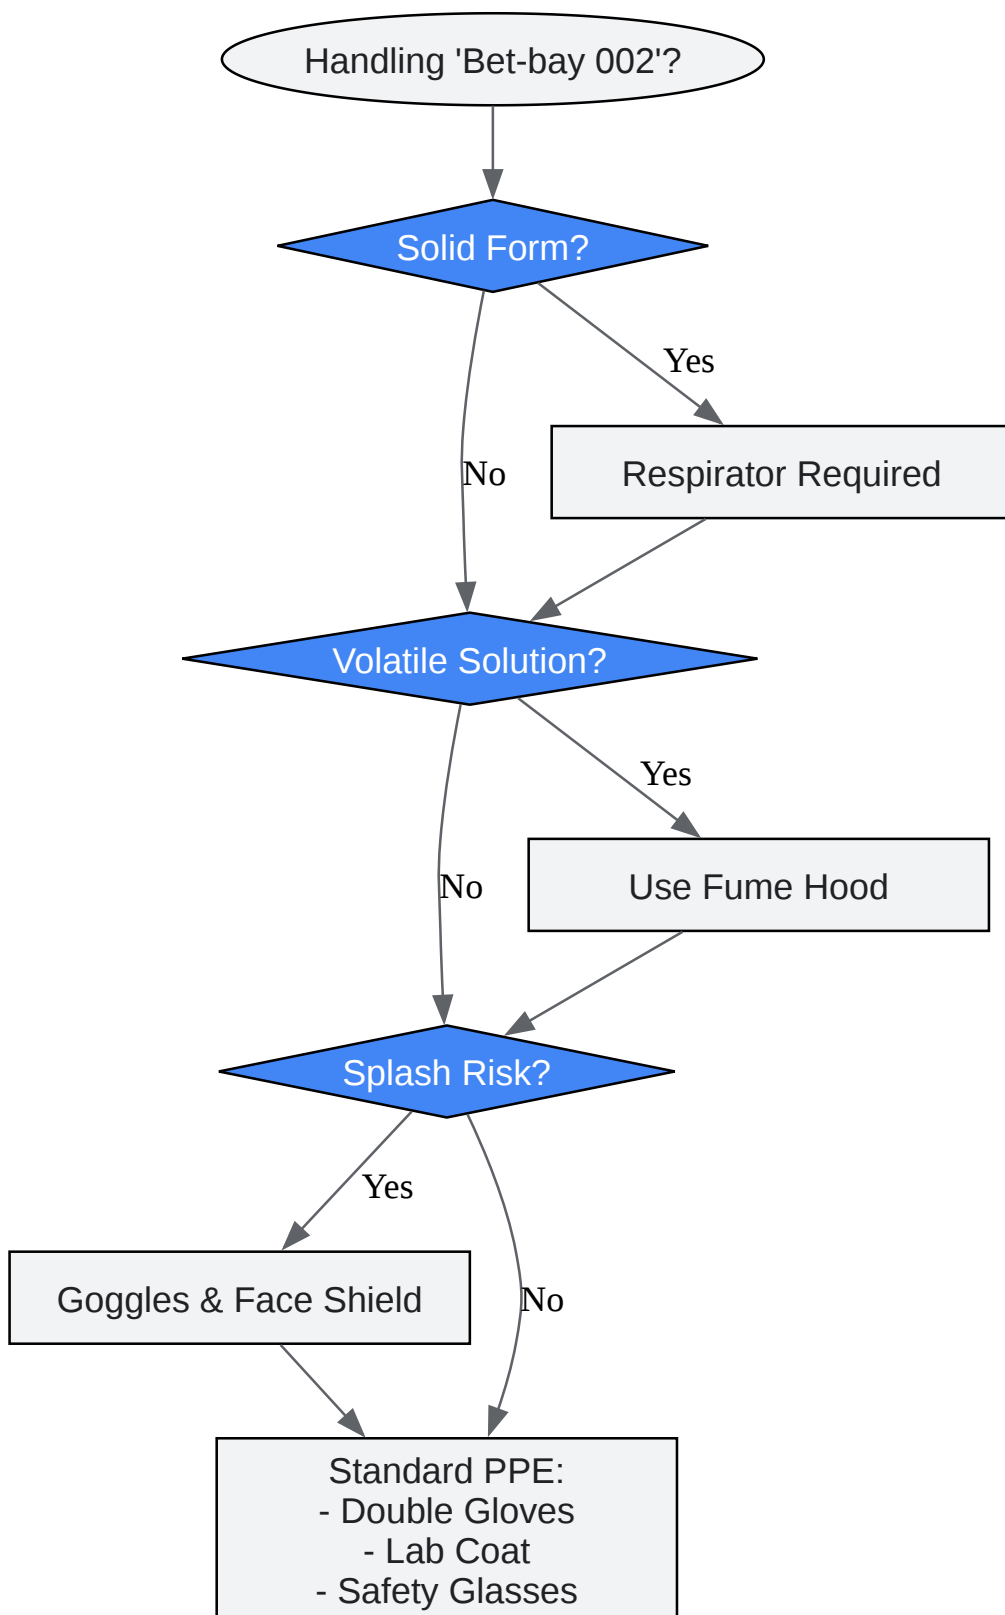 Handling 'Bet-bay 002'?
Solid Form?
Yes
No
Respirator Required
Volatile Solution?
Yes
No
Use Fume Hood
Splash Risk?
Yes
No
Goggles & Face Shield
Standard PPE:
- Double Gloves
- Lab Coat
- Safety Glasses